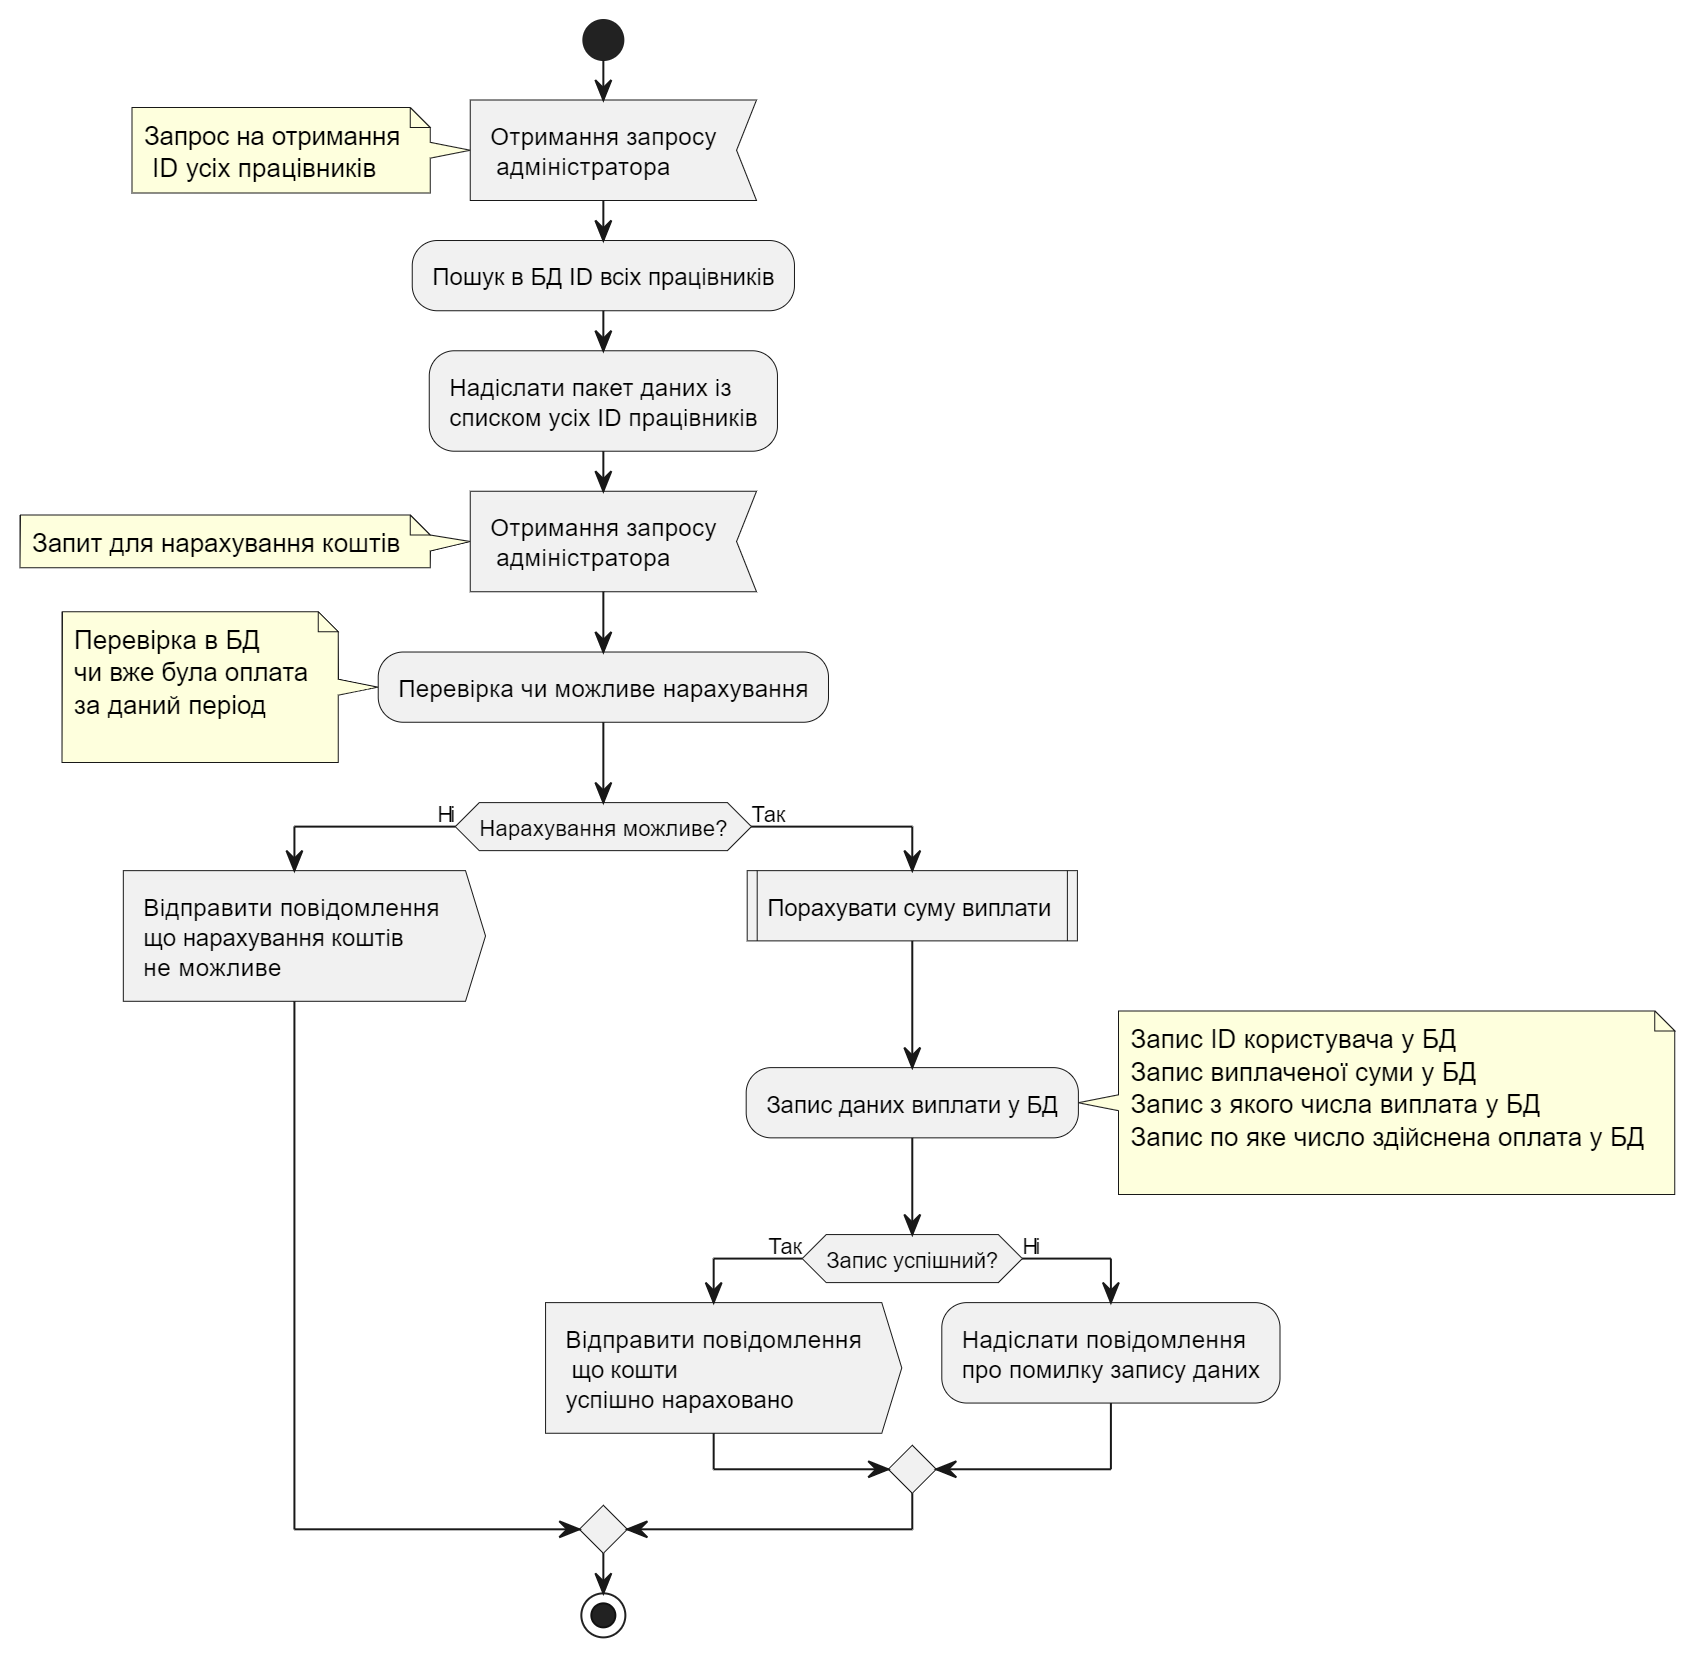 Запрос на отримання
ID усіх працівників
Отримання запросу
адміністратора
Пошук в БД ID всіх працівників
Надіслати пакет даних із
списком усіх ID працівників
Запит для нарахування коштів
Отримання запросу
адміністратора
Перевірка в БД
чи вже була оплата
за даний період
Перевірка чи можливе нарахування
Ні
Нарахування можливе?
Так
Відправити повідомлення
що нарахування коштів
не можливе
Порахувати суму виплати
Запис даних виплати у БД
Запис ID користувача у БД
Запис виплаченої суми у БД
Запис з якого числа виплата у БД
Запис по яке число здійснена оплата у БД
Так
Запис успішний?
Ні
Відправити повідомлення
що кошти
успішно нараховано
Надіслати повідомлення
про помилку запису даних